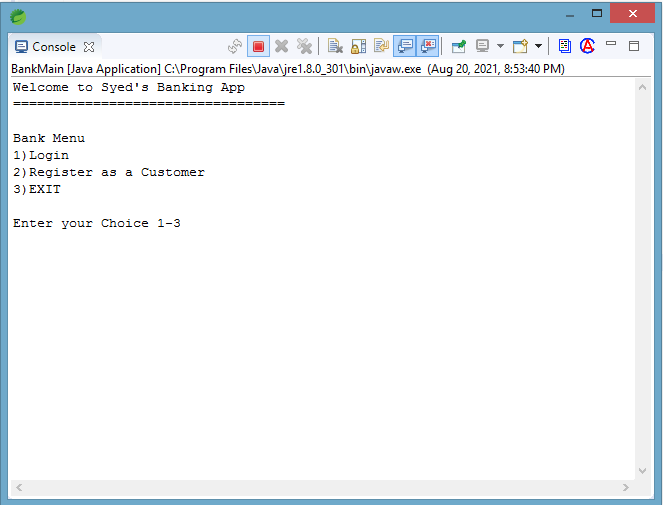 Console
BankMain [Java Application] C:\Program Files\Java\jre1.8.0_301\bin\javaw.exe (Aug 20, 2021, 8:53:40 PM)
Welcome to Syed's Banking App
==================================
Bank Menu
1)Login
2)Register as a Customer
3)EXIT
Enter your Choice 1-3